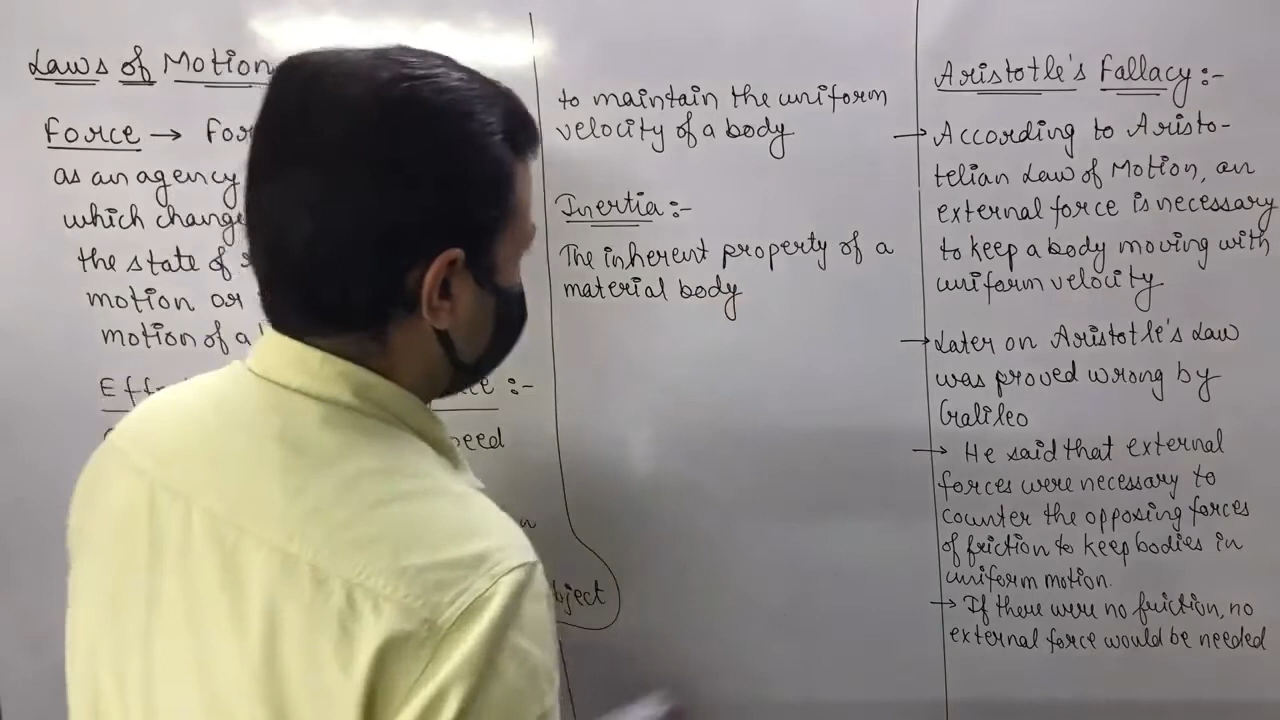 Laws of Motion
Force →
as an agency
which change
the state of
motion or
motion of a
:-
object
to maintain the uniform
velocity of a body
Inertia :-
The inherent property of a
material body
Aristotle's Fallacy :-
→ According to Aristo-
telian Law of Motion, an
external force is necessary
to keep a body moving with
uniform velocity
→ Later on Aristotle's Law
was proved wrong by
Galileo
→ He said that external
forces were necessary to
counter the opposing forces
of friction to keep bodies in
uniform motion.
→ If there were no friction, no
external force would be needed